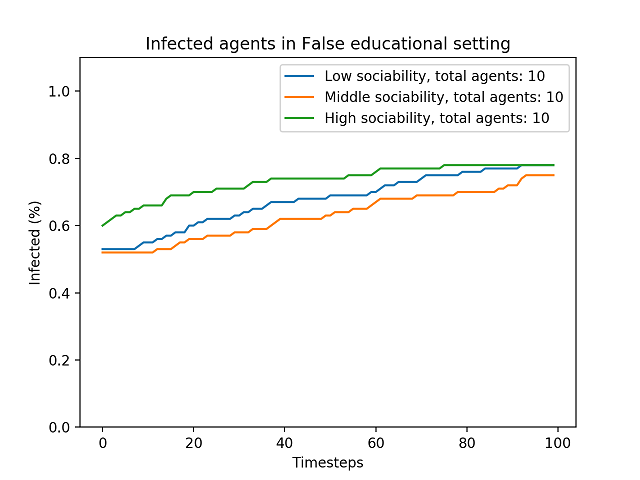 Infected agents in False educational setting
Low sociability, total agents: 10
Middle sociability, total agents: 10
High sociability, total agents: 10
1.0
0.8
0.6
0.4
0.2
0.0
Infected (%)
0 20 40 60 80 100
Timesteps